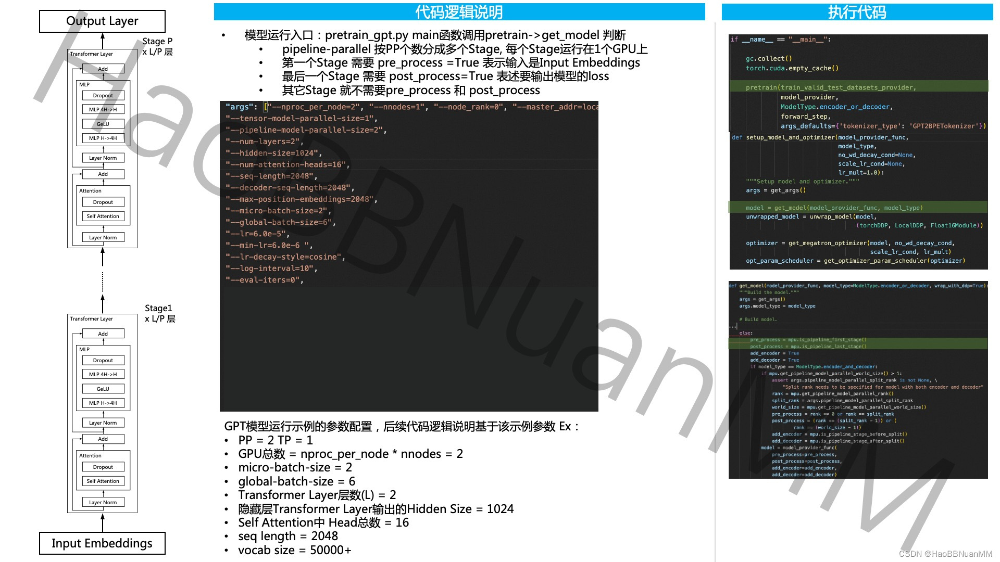 Output Layer
Stage P
x L/P 层
Transformer Layer
Add
MLP
Dropout
MLP 4H->H
GeLU
MLP H->4H
Layer Norm
Add
Attention
Dropout
Self Attention
Layer Norm
Stage1
x L/P 层
Transformer Layer
Add
MLP
Dropout
MLP 4H->H
GeLU
MLP H->4H
Layer Norm
Add
Attention
Dropout
Self Attention
Layer Norm
Input Embeddings
代码逻辑说明
• 模型运行入口：pretrain_gpt.py main函数调用pretrain->get_model 判断
• pipeline-parallel 按PP个数分成多个Stage, 每个Stage运行在1个GPU上
• 第一个Stage 需要 pre_process =True 表示输入是Input Embeddings
• 最后一个Stage 需要 post_process=True 表述要输出模型的loss
• 其它Stage 就不需要pre_process 和 post_process
"args": ["--nproc_per_node=2", "--nnodes=1", "--node_rank=0", "--master_addr=loca
"--tensor-model-parallel-size=1",
"--pipeline-model-parallel-size=2",
"--num-layers=2",
"--hidden-size=1024",
"--num-attention-heads=16",
"--seq-length=2048",
"--decoder-seq-length=2048",
"--max-position-embeddings=2048",
"--micro-batch-size=2",
"--global-batch-size=6",
"--lr=6.0e-5",
"--min-lr=6.0e-6 ",
"--lr-decay-style=cosine",
"--log-interval=10",
"--eval-iters=0",
GPT模型运行示例的参数配置，后续代码逻辑说明基于该示例参数 Ex：
• PP = 2 TP = 1
• GPU总数 = nproc_per_node * nnodes = 2
• micro-batch-size = 2
• global-batch-size = 6
• Transformer Layer层数(L) = 2
• 隐藏层Transformer Layer输出的Hidden Size = 1024
• Self Attention中 Head总数 = 16
• seq length = 2048
• vocab size = 50000+
执行代码
if __name__ == "__main__":
gc.collect()
torch.cuda.empty_cache()
pretrain(train_valid_test_datasets_provider,
model_provider,
ModelType.encoder_or_decoder,
forward_step,
args_defaults={'tokenizer_type': 'GPT2BPETokenizer'})
def setup_model_and_optimizer(model_provider_func,
model_type,
no_wd_decay_cond=None,
scale_lr_cond=None,
lr_mult=1.0):
"""Setup model and optimizer."""
args = get_args()
model = get_model(model_provider_func, model_type)
unwrapped_model = unwrap_model(model,
(torchDDP, LocalDDP, Float16Module))
optimizer = get_megatron_optimizer(model, no_wd_decay_cond,
scale_lr_cond, lr_mult)
opt_param_scheduler = get_optimizer_param_scheduler(optimizer)
def get_model(model_provider_func, model_type=ModelType.encoder_or_decoder, wrap_with_ddp=True):
"""Build the model."""
args = get_args()
args.model_type = model_type
# Build model.
...
else:
pre_process = mpu.is_pipeline_first_stage()
post_process = mpu.is_pipeline_last_stage()
add_encoder = True
add_decoder = True
if model_type == ModelType.encoder_and_decoder:
if mpu.get_pipeline_model_parallel_world_size() > 1:
assert args.pipeline_model_parallel_split_rank is not None, \
"Split rank needs to be specified for model with both encoder and decoder"
rank = mpu.get_pipeline_model_parallel_rank()
split_rank = args.pipeline_model_parallel_split_rank
world_size = mpu.get_pipeline_model_parallel_world_size()
pre_process = rank == 0 or rank == split_rank
post_process = (rank == (split_rank - 1)) or (
rank == (world_size - 1))
add_encoder = mpu.is_pipeline_stage_before_split()
add_decoder = mpu.is_pipeline_stage_after_split()
model = model_provider_func(
pre_process=pre_process,
post_process=post_process,
add_encoder=add_encoder,
add_decoder=add_decoder)
HaoBBNuanMM
CSDN @HaoBBNuanMM